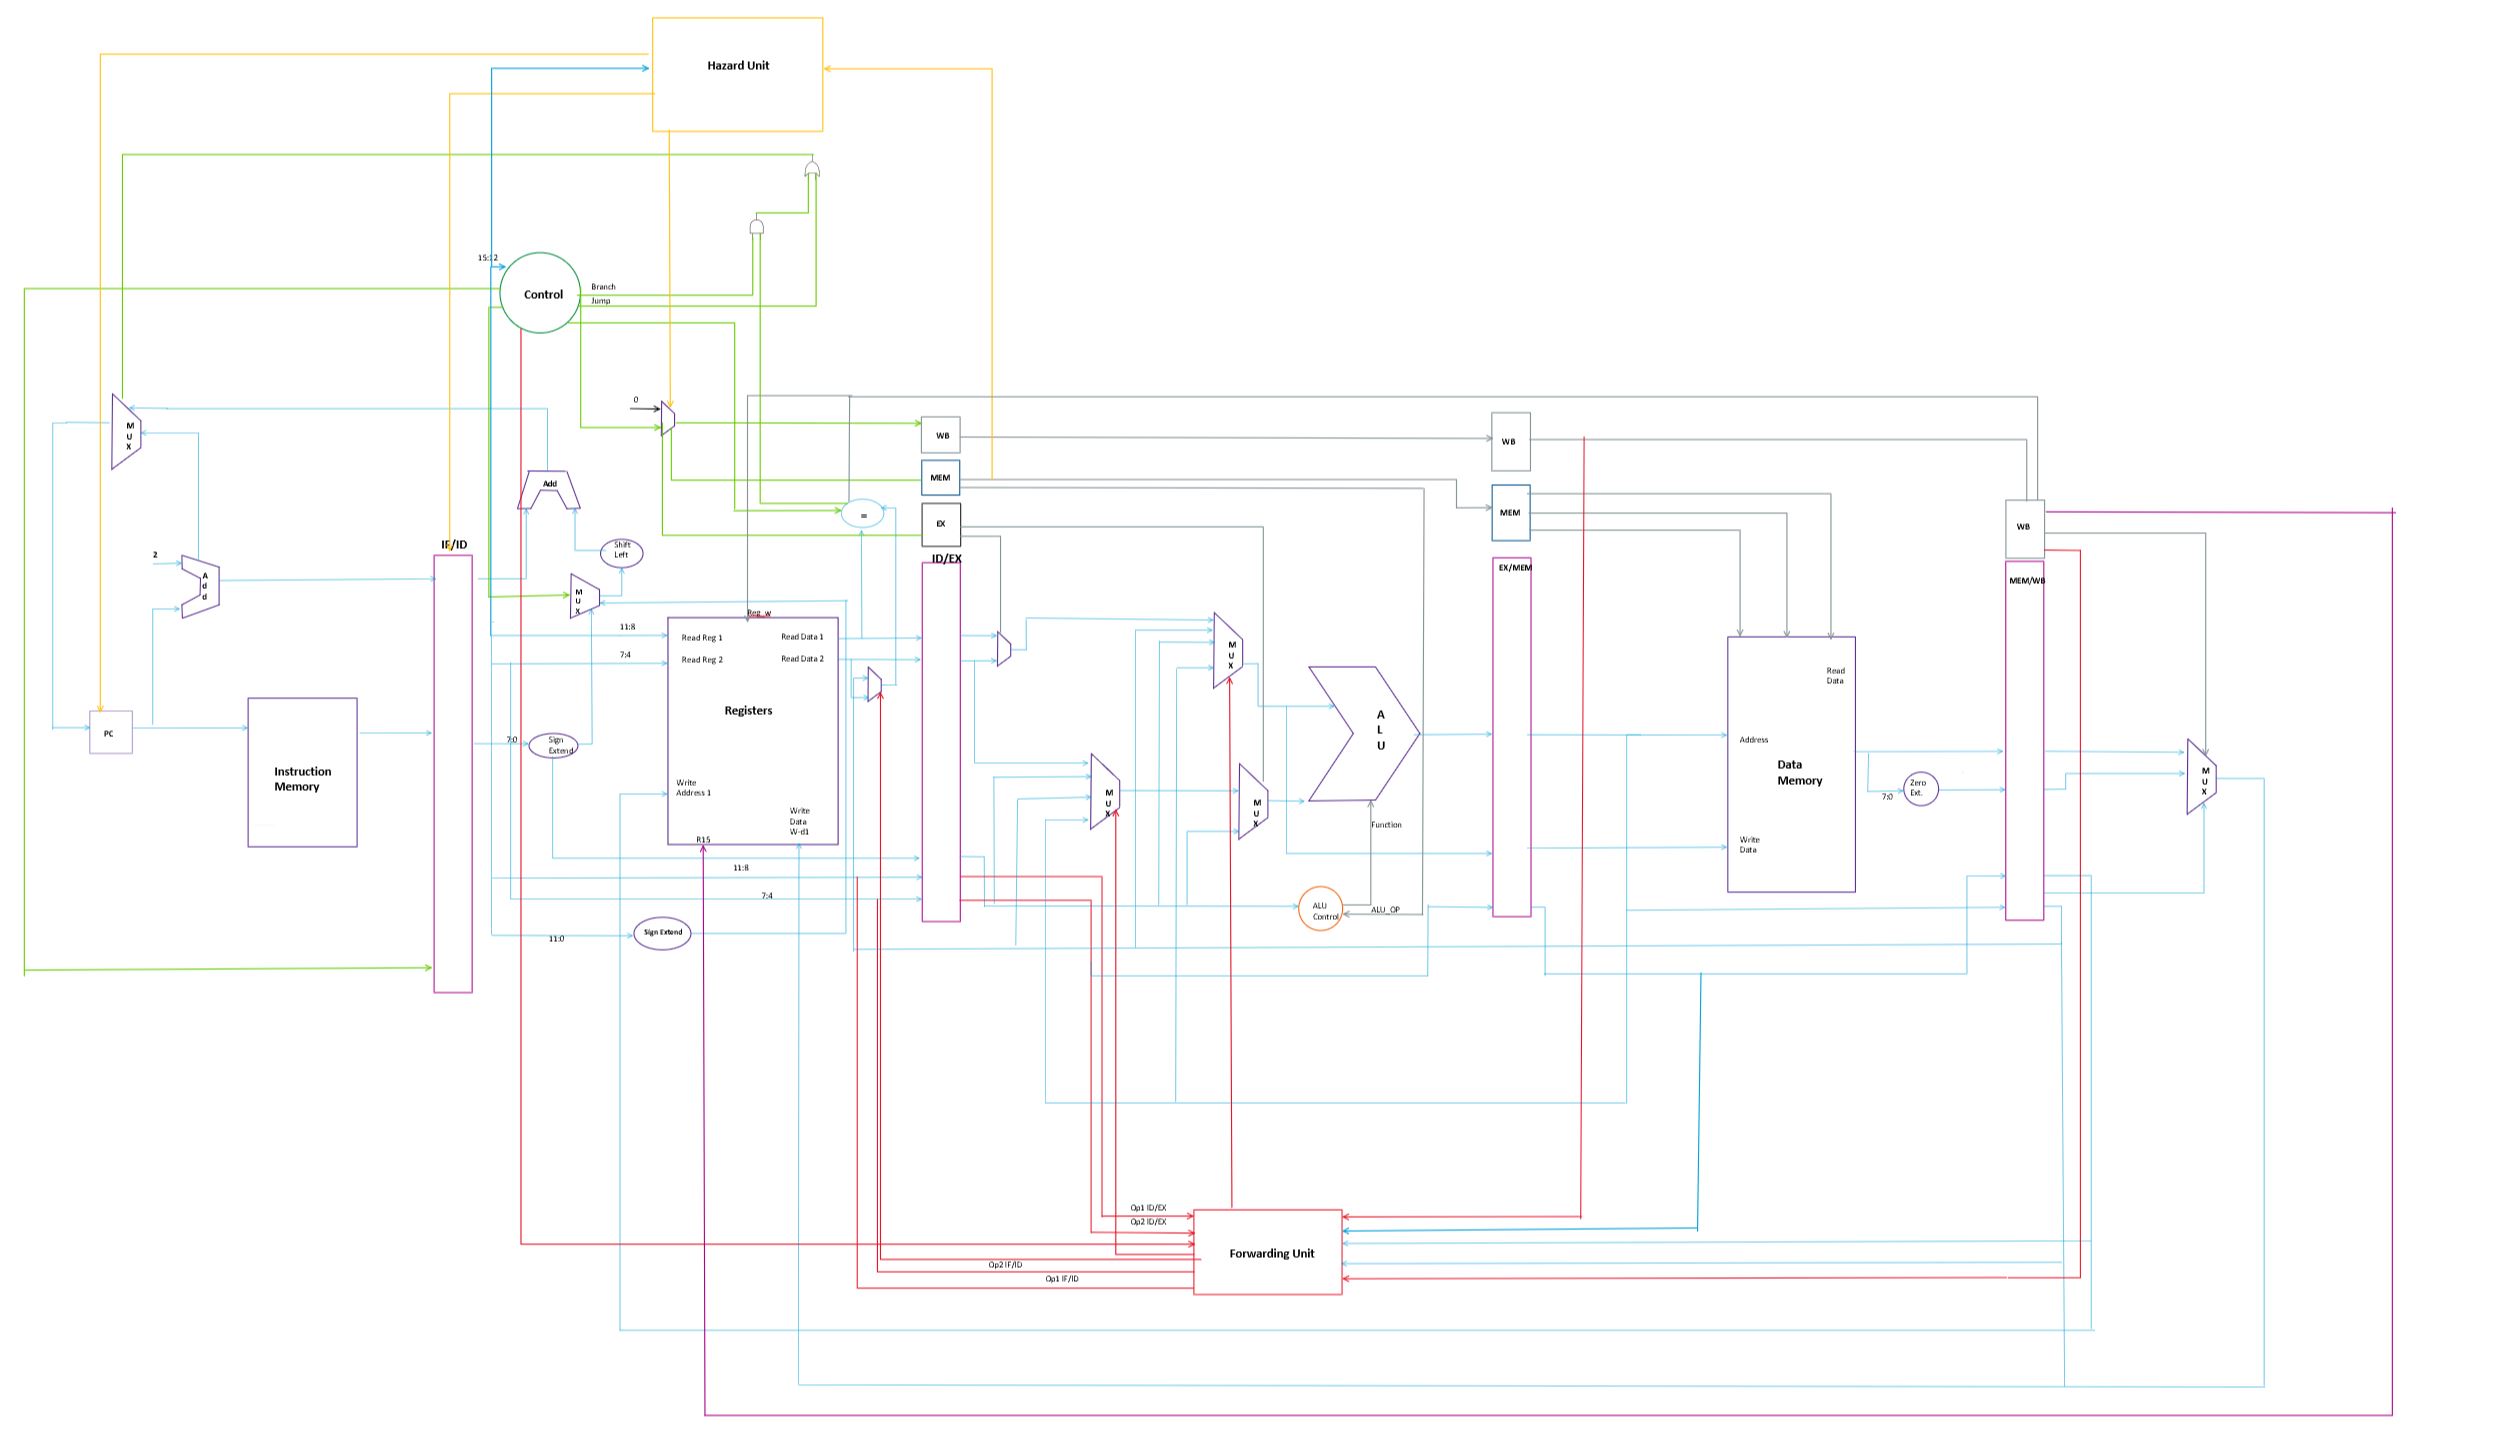 Hazard Unit
15:12
Control
Branch
Jump
0
M
U
X
Add
WB
WB
MEM
MEM
=
EX
WB
IF/ID
ID/EX
EX/MEM
MEM/WB
2
A
d
d
Shift
Left
M
U
X
Reg_w
11:8
Read Reg 1
Read Data 1
7:4
Read Reg 2
Read Data 2
Registers
M
U
X
A
L
U
Read
Data
PC
7:0
Sign
Extend
Address
Instruction
Memory
Data
Memory
Write
Address 1
Write
Data
W-d1
R15
M
U
X
M
U
X
Function
Write
Data
7:0
Zero
Ext.
M
U
X
11:8
7:4
ALU
Control
ALU_OP
11:0
Sign Extend
Op1 ID/EX
Op2 ID/EX
Forwarding Unit
Op2 IF/ID
Op1 IF/ID